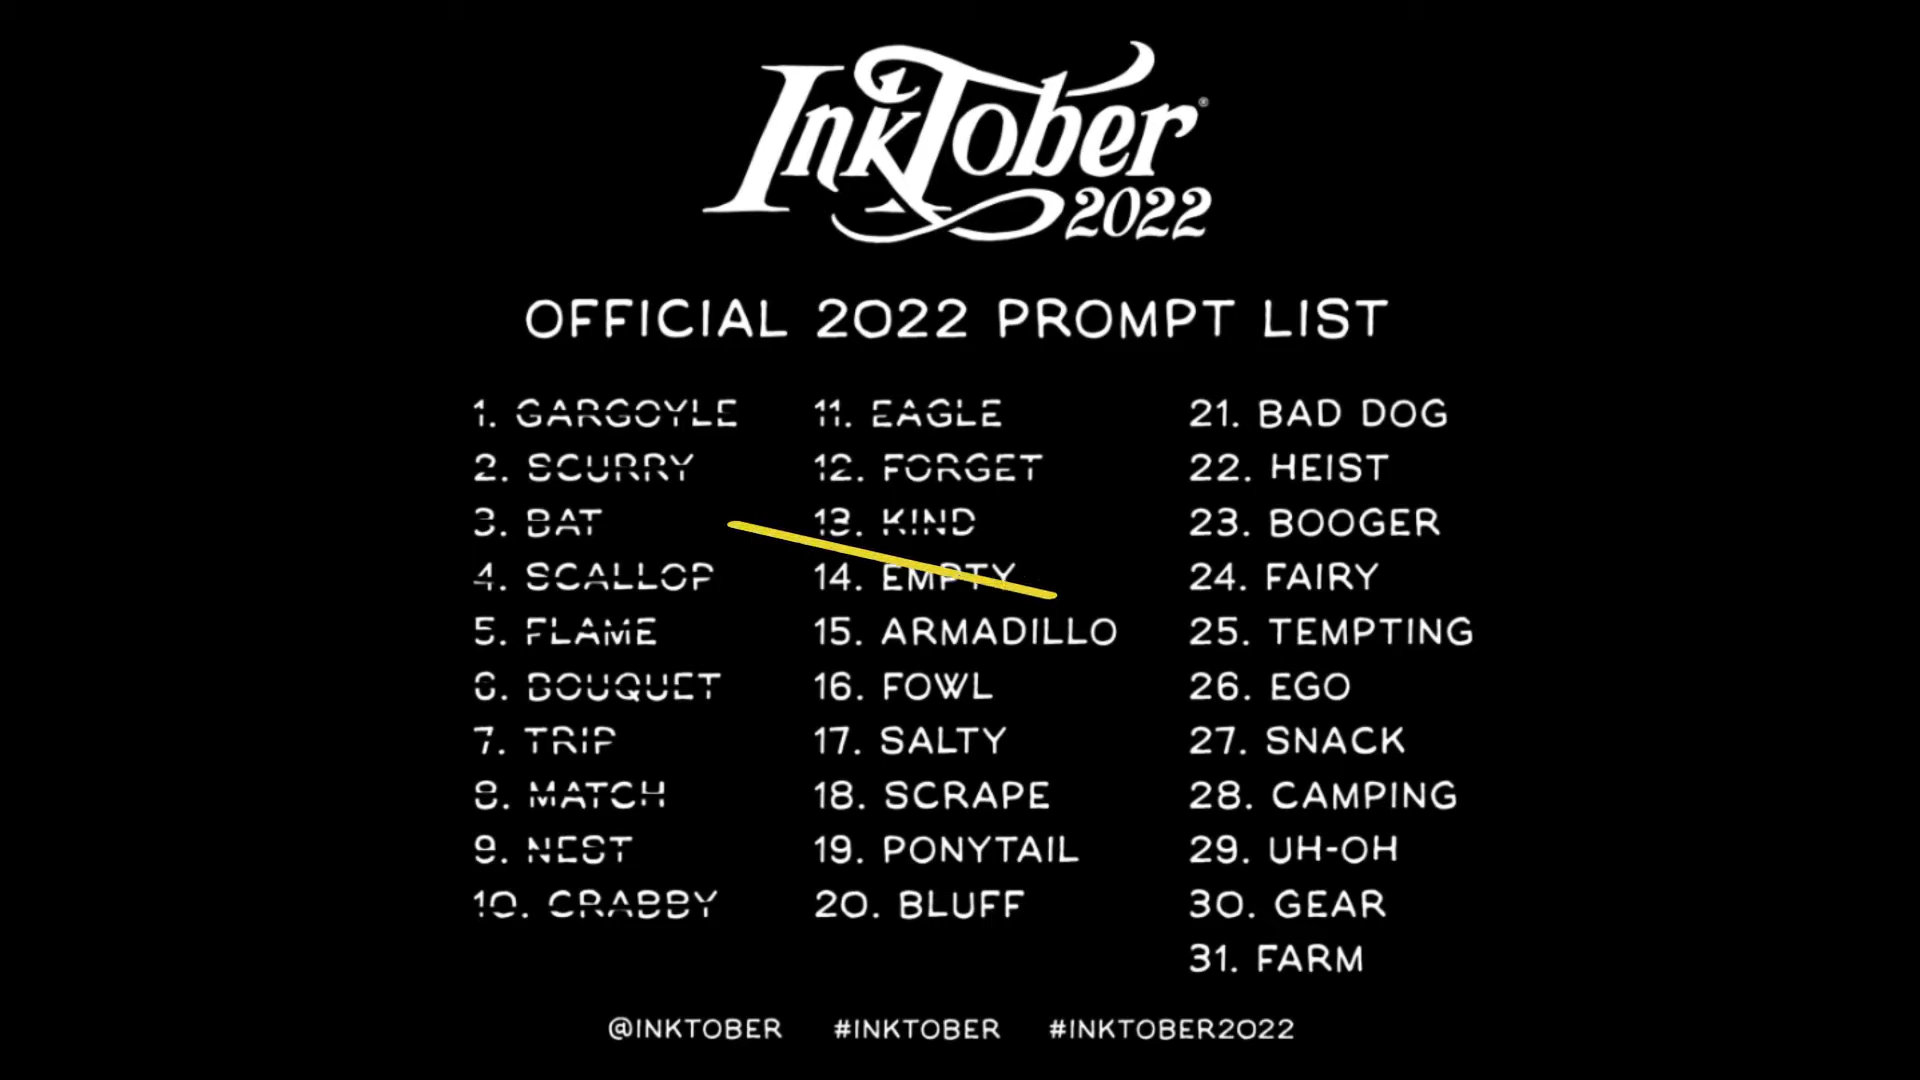 InkTober®
2022
OFFICIAL 2022 PROMPT LIST
1. GARGOYLE
2. SCURRY
3. BAT
4. SCALLOP
5. FLAME
6. BOUQUET
7. TRIP
8. MATCH
9. NEST
10. CRABBY
11. EAGLE
12. FORGET
13. KIND
14. EMPTY
15. ARMADILLO
16. FOWL
17. SALTY
18. SCRAPE
19. PONYTAIL
20. BLUFF
21. BAD DOG
22. HEIST
23. BOOGER
24. FAIRY
25. TEMPTING
26. EGO
27. SNACK
28. CAMPING
29. UH-OH
30. GEAR
31. FARM
@INKTOBER #INKTOBER #INKTOBER2022